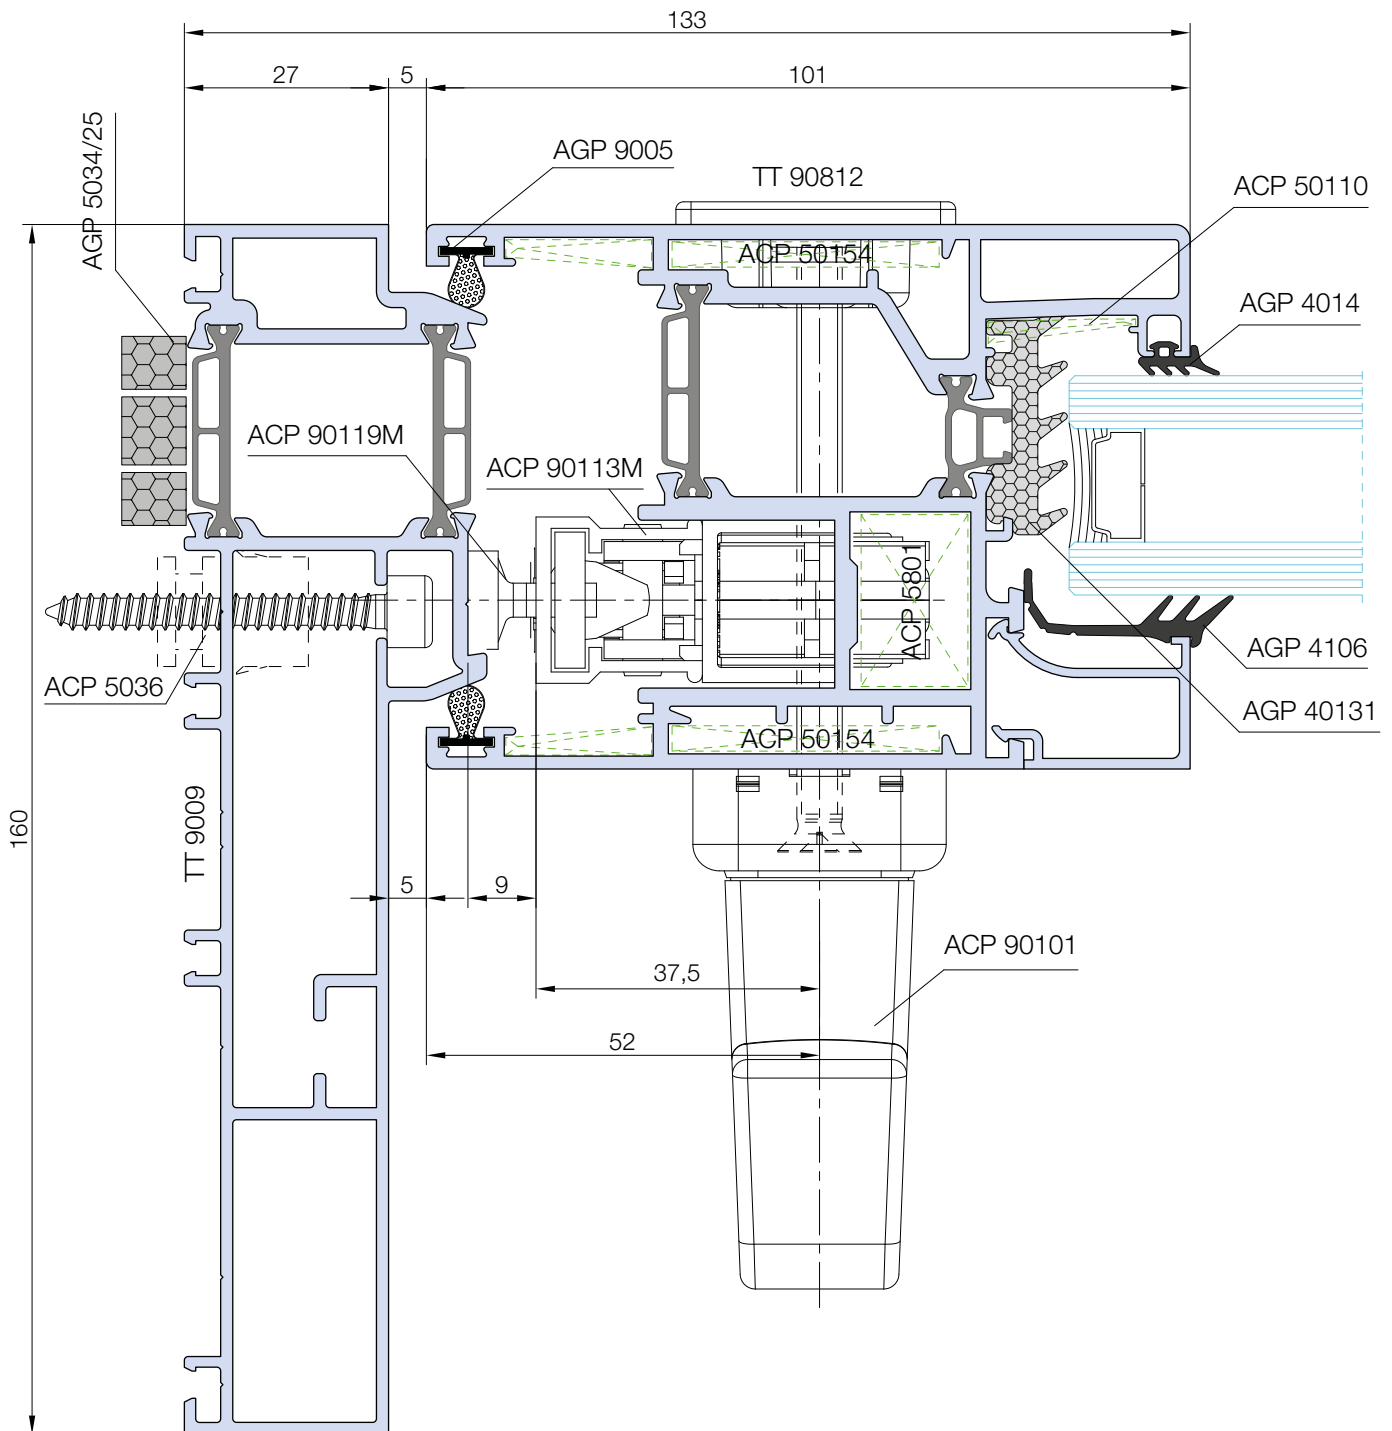 133
27
5
101
AGP 5034/25
AGP 9005
TT 90812
ACP 50110
ACP 50154
AGP 4014
ACP 90119M
ACP 90113M
ACP 5801
ACP 5036
AGP 4106
AGP 40131
ACP 50154
160
TT 9009
5
9
ACP 90101
37,5
52